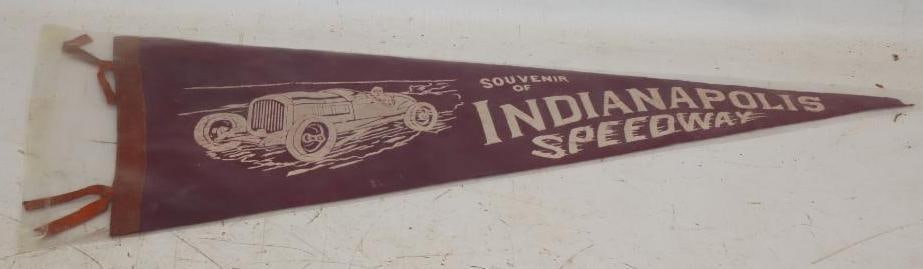 SOUVENIR
OF
INDIANAPOLIS
SPEEDWAY